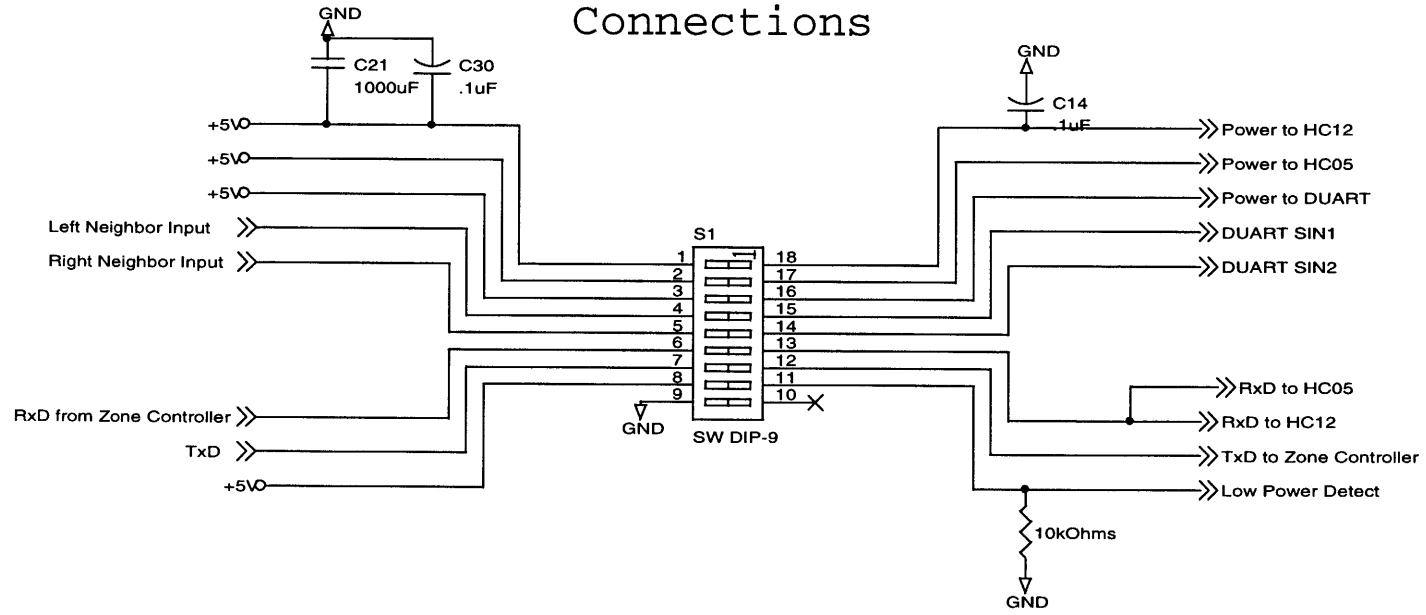 Connections
GND
C21
1000uF
C30
.1uF
GND
C14
.1uF
+5V
+5V
+5V
Left Neighbor Input
Right Neighbor Input
Power to HC12
Power to HC05
Power to DUART
DUART SIN1
DUART SIN2
S1
1
1 18
2 17
3 16
4 15
5 14
6 13
7 12
8 11
9 10
SW DIP-9
GND
RxD from Zone Controller
TxD
+5V
RxD to HC05
RxD to HC12
TxD to Zone Controller
Low Power Detect
10kOhms
GND